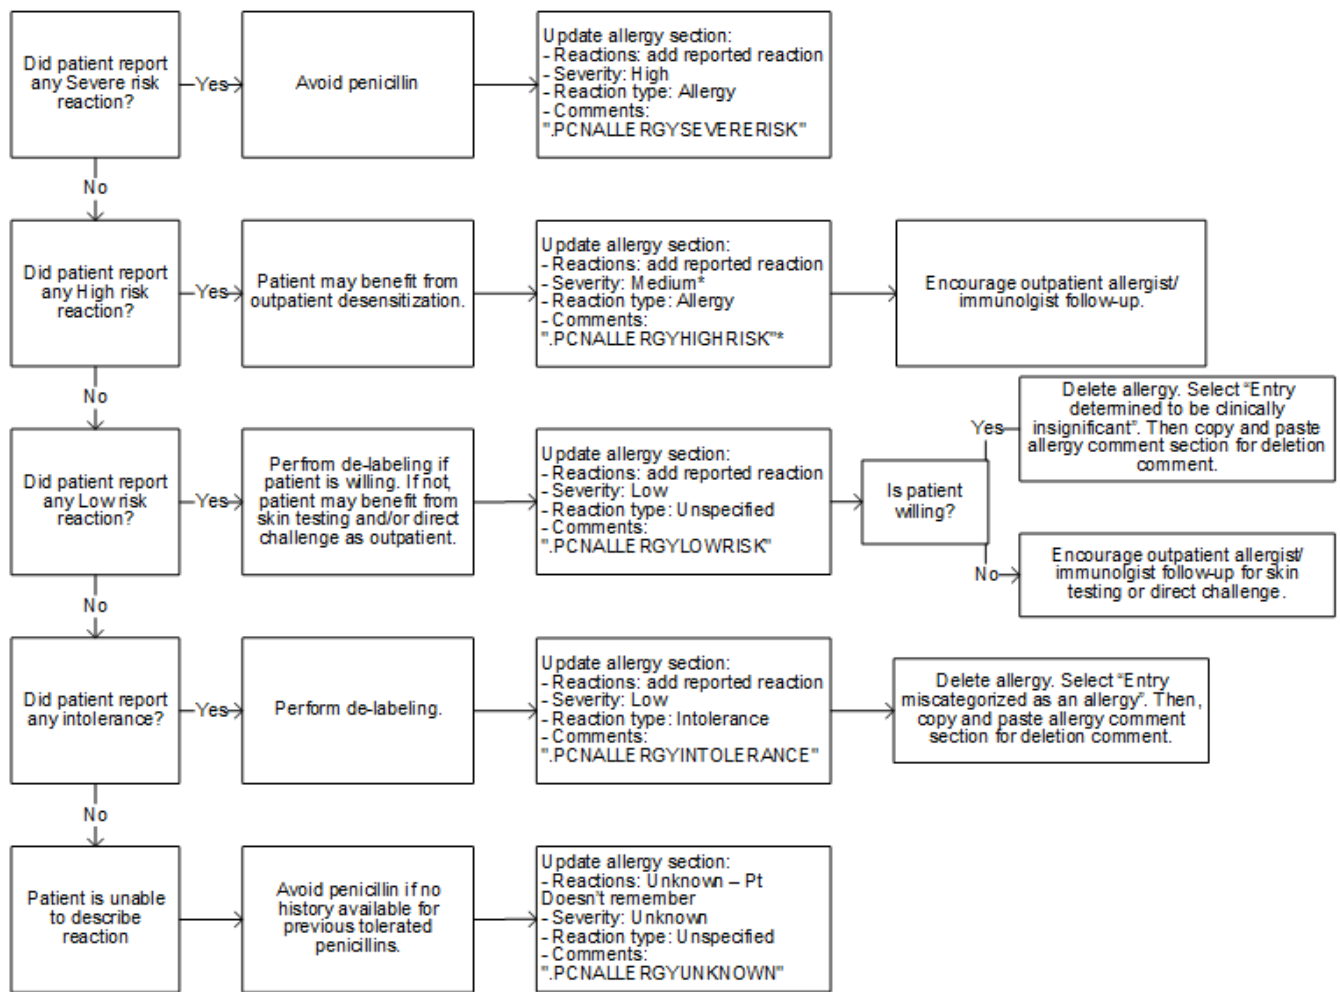 Did patient report
any Severe risk
reaction?
Yes
Avoid penicillin
Update allergy section:
- Reactions: add reported reaction
- Severity: High
- Reaction type: Allergy
- Comments:
".PCNALLERGYSEVERERISK"
No
Did patient report
any High risk
reaction?
Yes
Patient may benefit from
outpatient desensitization.
Update allergy section:
- Reactions: add reported reaction
- Severity: Medium*
- Reaction type: Allergy
- Comments:
".PCNALLERGYHIGHRISK"*
Encourage outpatient allergist/
immunolgist follow-up.
No
Did patient report
any Low risk
reaction?
Yes
Perfrom de-labeling if
patient is willing. If not,
patient may benefit from
skin testing and/or direct
challenge as outpatient.
Update allergy section:
- Reactions: add reported reaction
- Severity: Low
- Reaction type: Unspecified
- Comments:
".PCNALLERGYLOWRISK"
Is patient
willing?
Yes
Delete allergy. Select “Entry
determined to be clinically
insignificant”. Then copy and paste
allergy comment section for deletion
comment.
No
Encourage outpatient allergist/
immunolgist follow-up for skin
testing or direct challenge.
No
Did patient report
any intolerance?
Yes
Perform de-labeling.
Update allergy section:
- Reactions: add reported reaction
- Severity: Low
- Reaction type: Intolerance
- Comments:
".PCNALLERGYINTOLERANCE"
Delete allergy. Select “Entry
miscategorized as an allergy”. Then,
copy and paste allergy comment
section for deletion comment.
No
Patient is unable
to describe
reaction
Avoid penicillin if no
history available for
previous tolerated
penicillins.
Update allergy section:
- Reactions: Unknown – Pt
Doesn't remember
- Severity: Unknown
- Reaction type: Unspecified
- Comments:
".PCNALLERGYUNKNOWN"